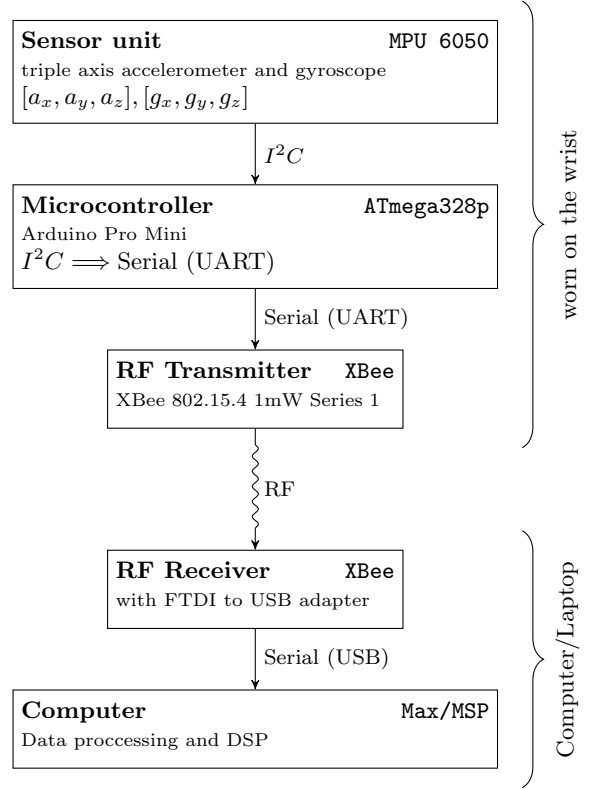 Sensor unit MPU 6050
triple axis accelerometer and gyroscope
[a_x, a_y, a_z], [g_x, g_y, g_z]
I²C
Microcontroller ATmega328p
Arduino Pro Mini
I²C ⟹ Serial (UART)
Serial (UART)
RF Transmitter XBee
XBee 802.15.4 1mW Series 1
worn on the wrist
RF
RF Receiver XBee
with FTDI to USB adapter
Serial (USB)
Computer Max/MSP
Data proccessing and DSP
Computer/Laptop